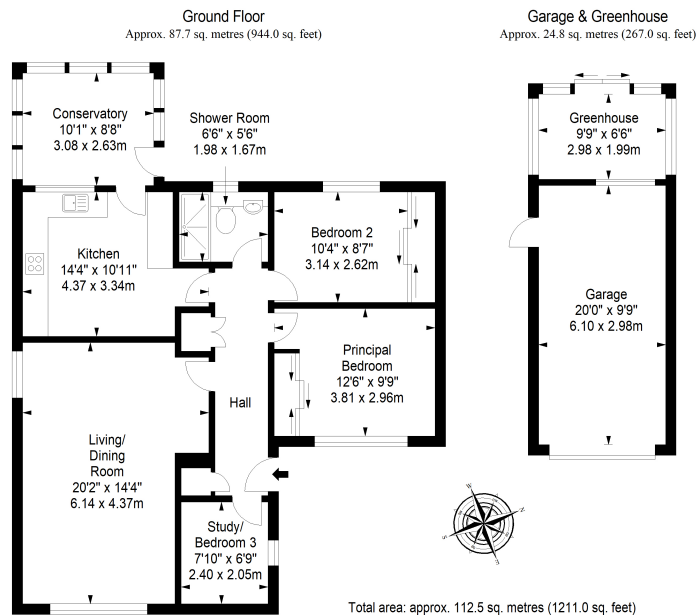 Ground Floor
Approx. 87.7 sq. metres (944.0 sq. feet)
Garage & Greenhouse
Approx. 24.8 sq. metres (267.0 sq. feet)
Conservatory
10'1" x 8'8"
3.08 x 2.63m
Shower Room
6'6" x 5'6"
1.98 x 1.67m
Greenhouse
9'9" x 6'6"
2.98 x 1.99m
Bedroom 2
10'4" x 8'7"
3.14 x 2.62m
Kitchen
14'4" x 10'11"
4.37 x 3.34m
Garage
20'0" x 9'9"
6.10 x 2.98m
Principal
Bedroom
12'6" x 9'9"
3.81 x 2.96m
Hall
Living/
Dining
Room
20'2" x 14'4"
6.14 x 4.37m
Study/
Bedroom 3
7'10" x 6'9"
2.40 x 2.05m
W
N
S
E
Total area: approx. 112.5 sq. metres (1211.0 sq. feet)